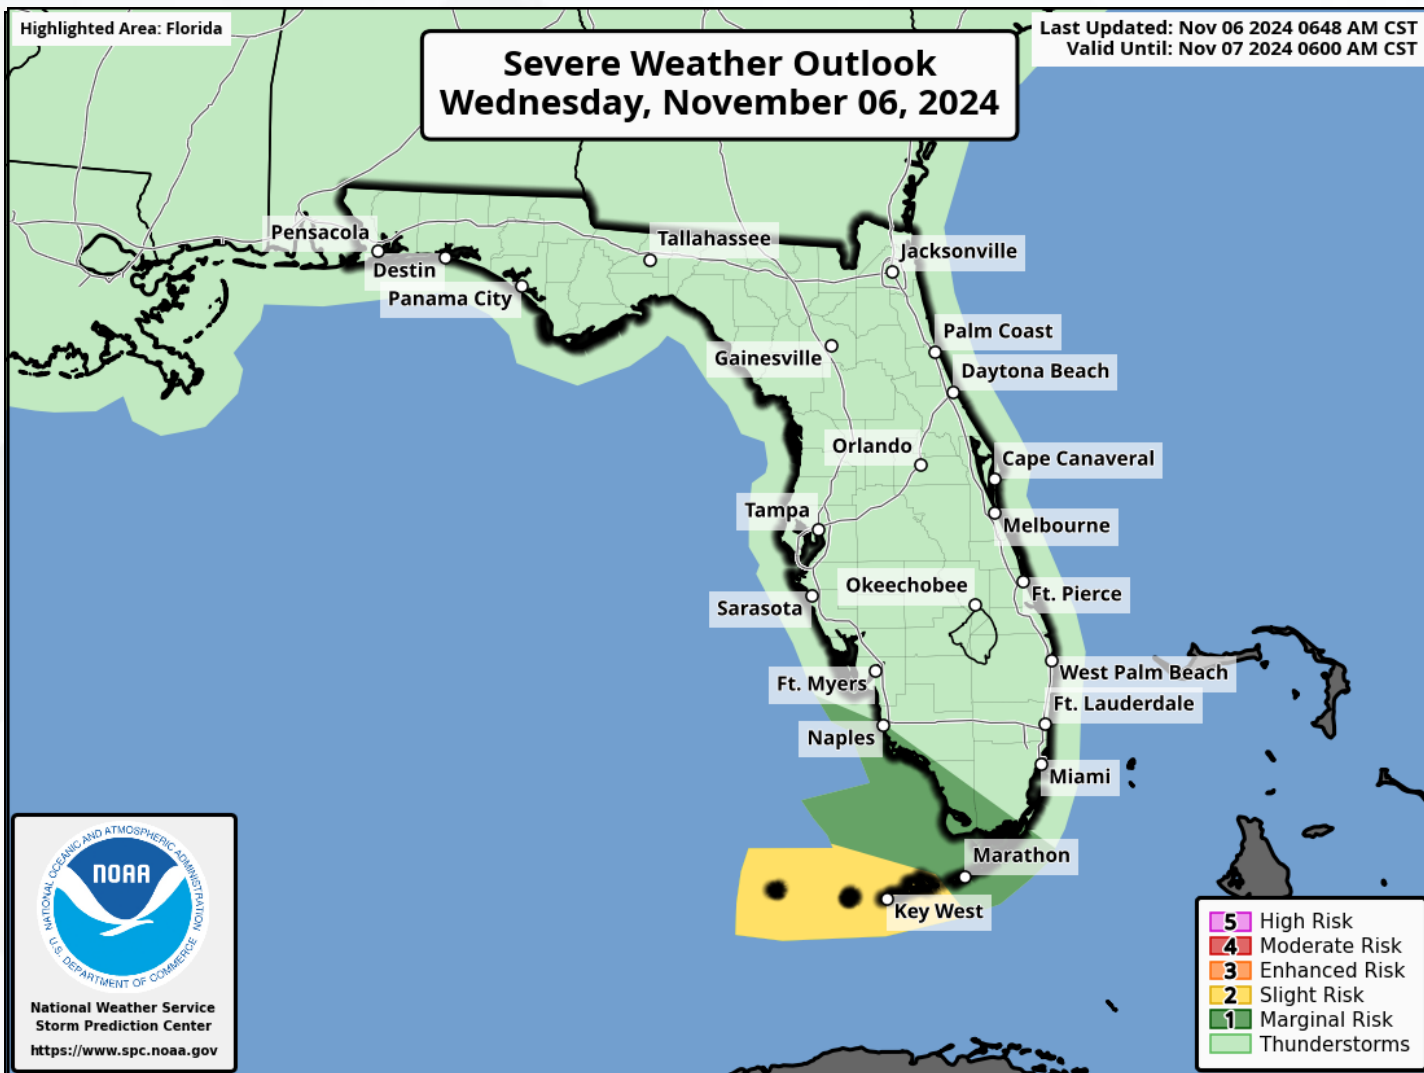 Highlighted Area: Florida
Last Updated: Nov 06 2024 0648 AM CST
Valid Until: Nov 07 2024 0600 AM CST
Severe Weather Outlook
Wednesday, November 06, 2024
Pensacola
Tallahassee
Destin
Jacksonville
Panama City
Palm Coast
Gainesville
Daytona Beach
Orlando
Cape Canaveral
Tampa
Melbourne
Okeechobee
Ft. Pierce
Sarasota
West Palm Beach
Ft. Myers
Ft. Lauderdale
Naples
Miami
Marathon
Key West
NATIONAL OCEANIC AND ATMOSPHERIC ADMINISTRATION
NOAA
U.S. DEPARTMENT OF COMMERCE
National Weather Service
Storm Prediction Center
https://www.spc.noaa.gov
5 High Risk
4 Moderate Risk
3 Enhanced Risk
2 Slight Risk
1 Marginal Risk
Thunderstorms